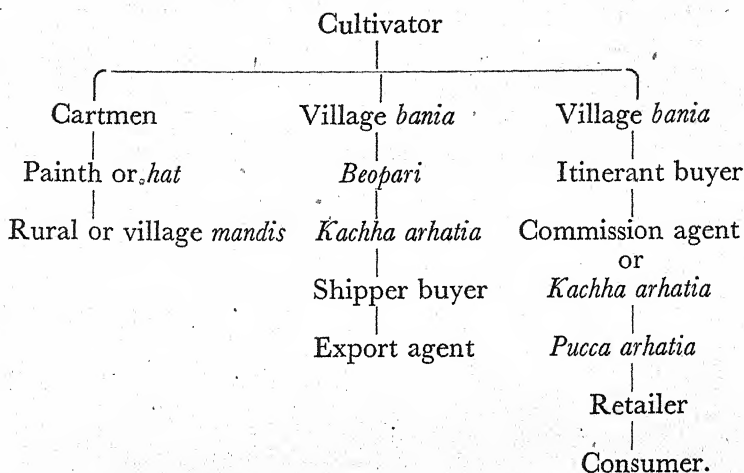 Cultivator
Cartmen Village bania Village bania
Painth or hat Beopari Itinerant buyer
Rural or village mandis Kachha arhatia Commission agent
or
Shipper buyer Kachha arhatia
Export agent Pucca arhatia
Retailer
Consumer.